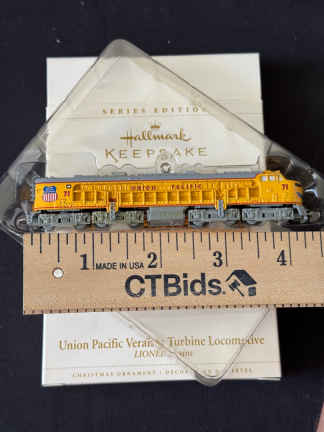 SERIES EDITION
Hallmark
KEEPSAKE
71 UNION PACIFIC 71
1 MADE IN USA 2 3 4
CTBids.
Union Pacific Turbine Locomotive
LIONEL
CHRISTMAS ORNAMENT